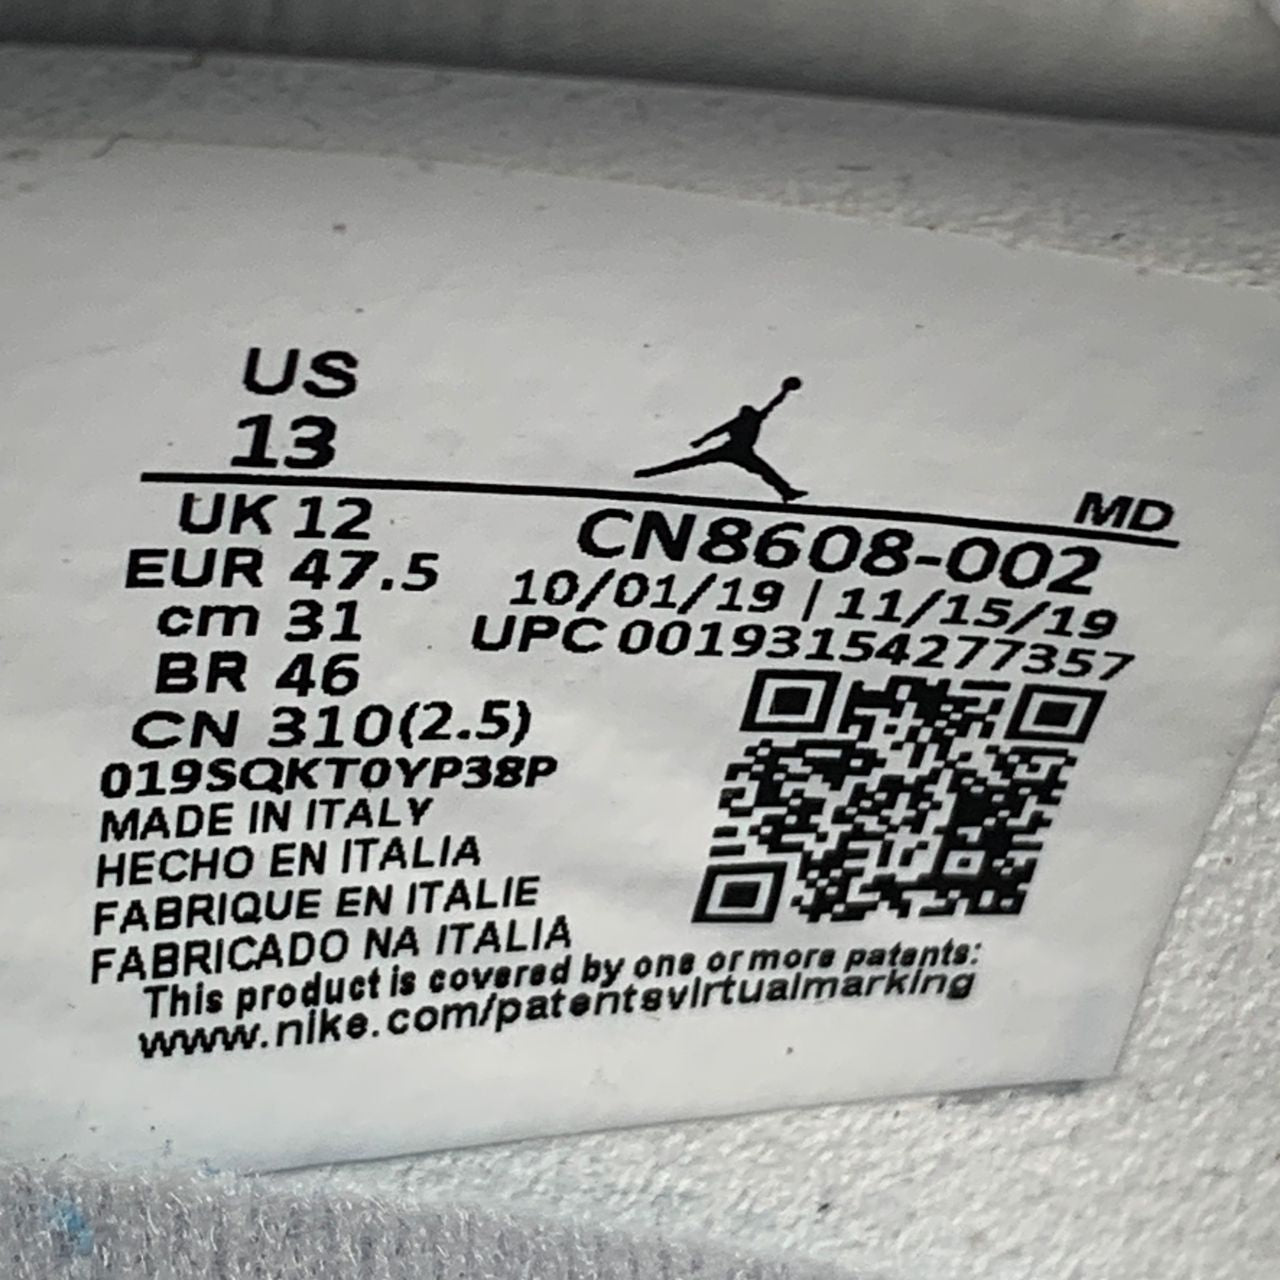 US
13
MD
UK 12
CN8608-002
EUR 47.5
10/01/19 | 11/15/19
cm 31
UPC 00193154277357
BR 46
CN 310(2.5)
019SQKT0YP38P
MADE IN ITALY
HECHO EN ITALIA
FABRIQUE EN ITALIE
FABRICADO NA ITALIA
This product is covered by one or more patents:
www.nike.com/patentsvirtualmarking